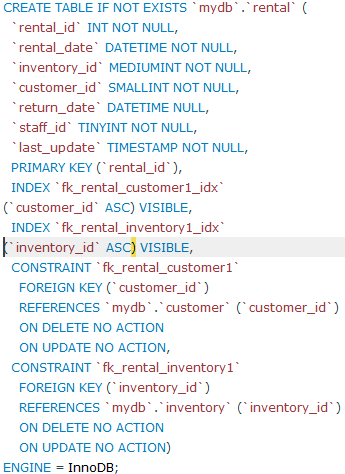 CREATE TABLE IF NOT EXISTS `mydb`.`rental` (
`rental_id` INT NOT NULL,
`rental_date` DATETIME NOT NULL,
`inventory_id` MEDIUMINT NOT NULL,
`customer_id` SMALLINT NOT NULL,
`return_date` DATETIME NULL,
`staff_id` TINYINT NOT NULL,
`last_update` TIMESTAMP NOT NULL,
PRIMARY KEY (`rental_id`),
INDEX `fk_rental_customer1_idx`
(`customer_id` ASC) VISIBLE,
INDEX `fk_rental_inventory1_idx`
(`inventory_id` ASC) VISIBLE,
CONSTRAINT `fk_rental_customer1`
FOREIGN KEY (`customer_id`)
REFERENCES `mydb`.`customer` (`customer_id`)
ON DELETE NO ACTION
ON UPDATE NO ACTION,
CONSTRAINT `fk_rental_inventory1`
FOREIGN KEY (`inventory_id`)
REFERENCES `mydb`.`inventory` (`inventory_id`)
ON DELETE NO ACTION
ON UPDATE NO ACTION)
ENGINE = InnoDB;